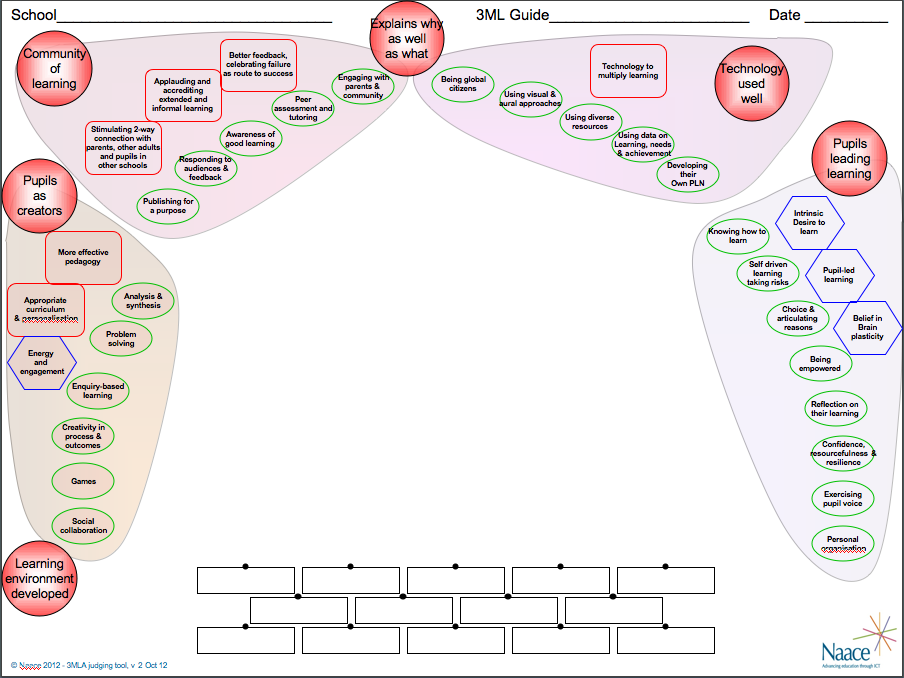 School
3ML Guide
Date
Explains why
as well
as what
Community
of
learning
Better feedback,
celebrating failure
as route to success
Applauding and
accrediting
extended and
informal learning
Stimulating 2-way
connection with
parents, other adults
and pupils in
other schools
Engaging with
parents &
community
Peer
assessment and
tutoring
Awareness of
good learning
Responding to
audiences &
feedback
Publishing for
a purpose
Technology
used
well
Technology to
multiply learning
Being global
citizens
Using visual &
aural approaches
Using diverse
resources
Using data on
Learning, needs
& achievement
Developing
their
Own PLN
Pupils
leading
learning
Intrinsic
Desire to
learn
Knowing how to
learn
Pupil-led
learning
Self driven
learning
taking risks
Belief in
Brain
plasticity
Choice &
articulating
reasons
Being
empowered
Reflection on
their learning
Confidence,
resourcefulness &
resilience
Exercising
pupil voice
Personal
organisation
Pupils
as
creators
More effective
pedagogy
Appropriate
curriculum
& personalisation
Energy
and
engagement
Analysis &
synthesis
Problem
solving
Enquiry-based
learning
Creativity in
process &
outcomes
Games
Social
collaboration
Learning
environment
developed
© Naace 2012 - 3MLA judging tool, v 2 Oct 12
Naace
Advancing education through ICT